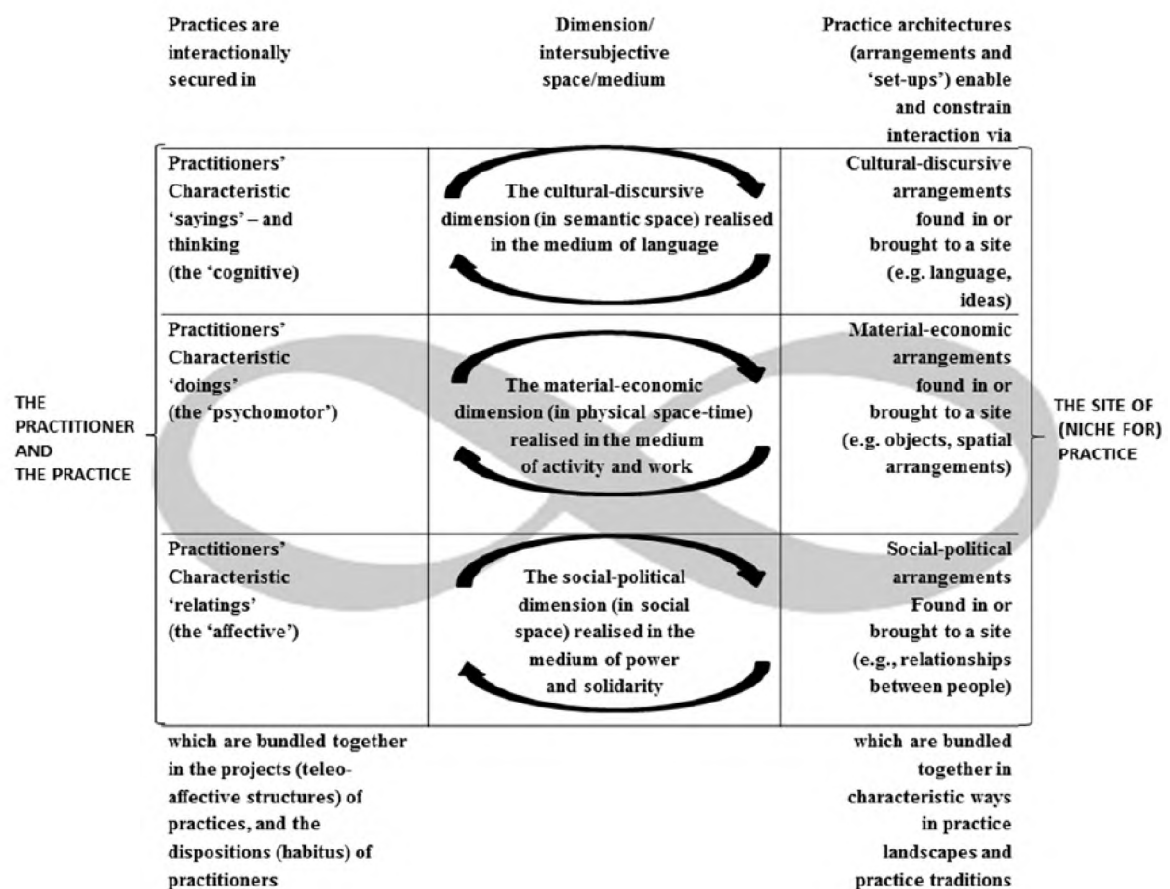 Practices are
interactionally
secured in
Dimension/
intersubjective
space/medium
Practice architectures
(arrangements and
‘set-ups’) enable
and constrain
interaction via
THE
PRACTITIONER
AND
THE PRACTICE
Practitioners’
Characteristic
‘sayings’ – and
thinking
(the ‘cognitive)
The cultural-discursive
dimension (in semantic space) realised
in the medium of language
Cultural-discursive
arrangements
found in or
brought to a site
(e.g. language,
ideas)
Practitioners’
Characteristic
‘doings’
(the ‘psychomotor’)
The material-economic
dimension (in physical space-time)
realised in the medium
of activity and work
Material-economic
arrangements
found in or
brought to a site
(e.g. objects, spatial
arrangements)
Practitioners’
Characteristic
‘relatings’
(the ‘affective’)
The social-political
dimension (in social
space) realised in the
medium of power
and solidarity
Social-political
arrangements
Found in or
brought to a site
(e.g., relationships
between people)
THE SITE OF
(NICHE FOR)
PRACTICE
which are bundled together
in the projects (teleo-
affective structures) of
practices, and the
dispositions (habitus) of
practitioners
which are bundled
together in
characteristic ways
in practice
landscapes and
practice traditions